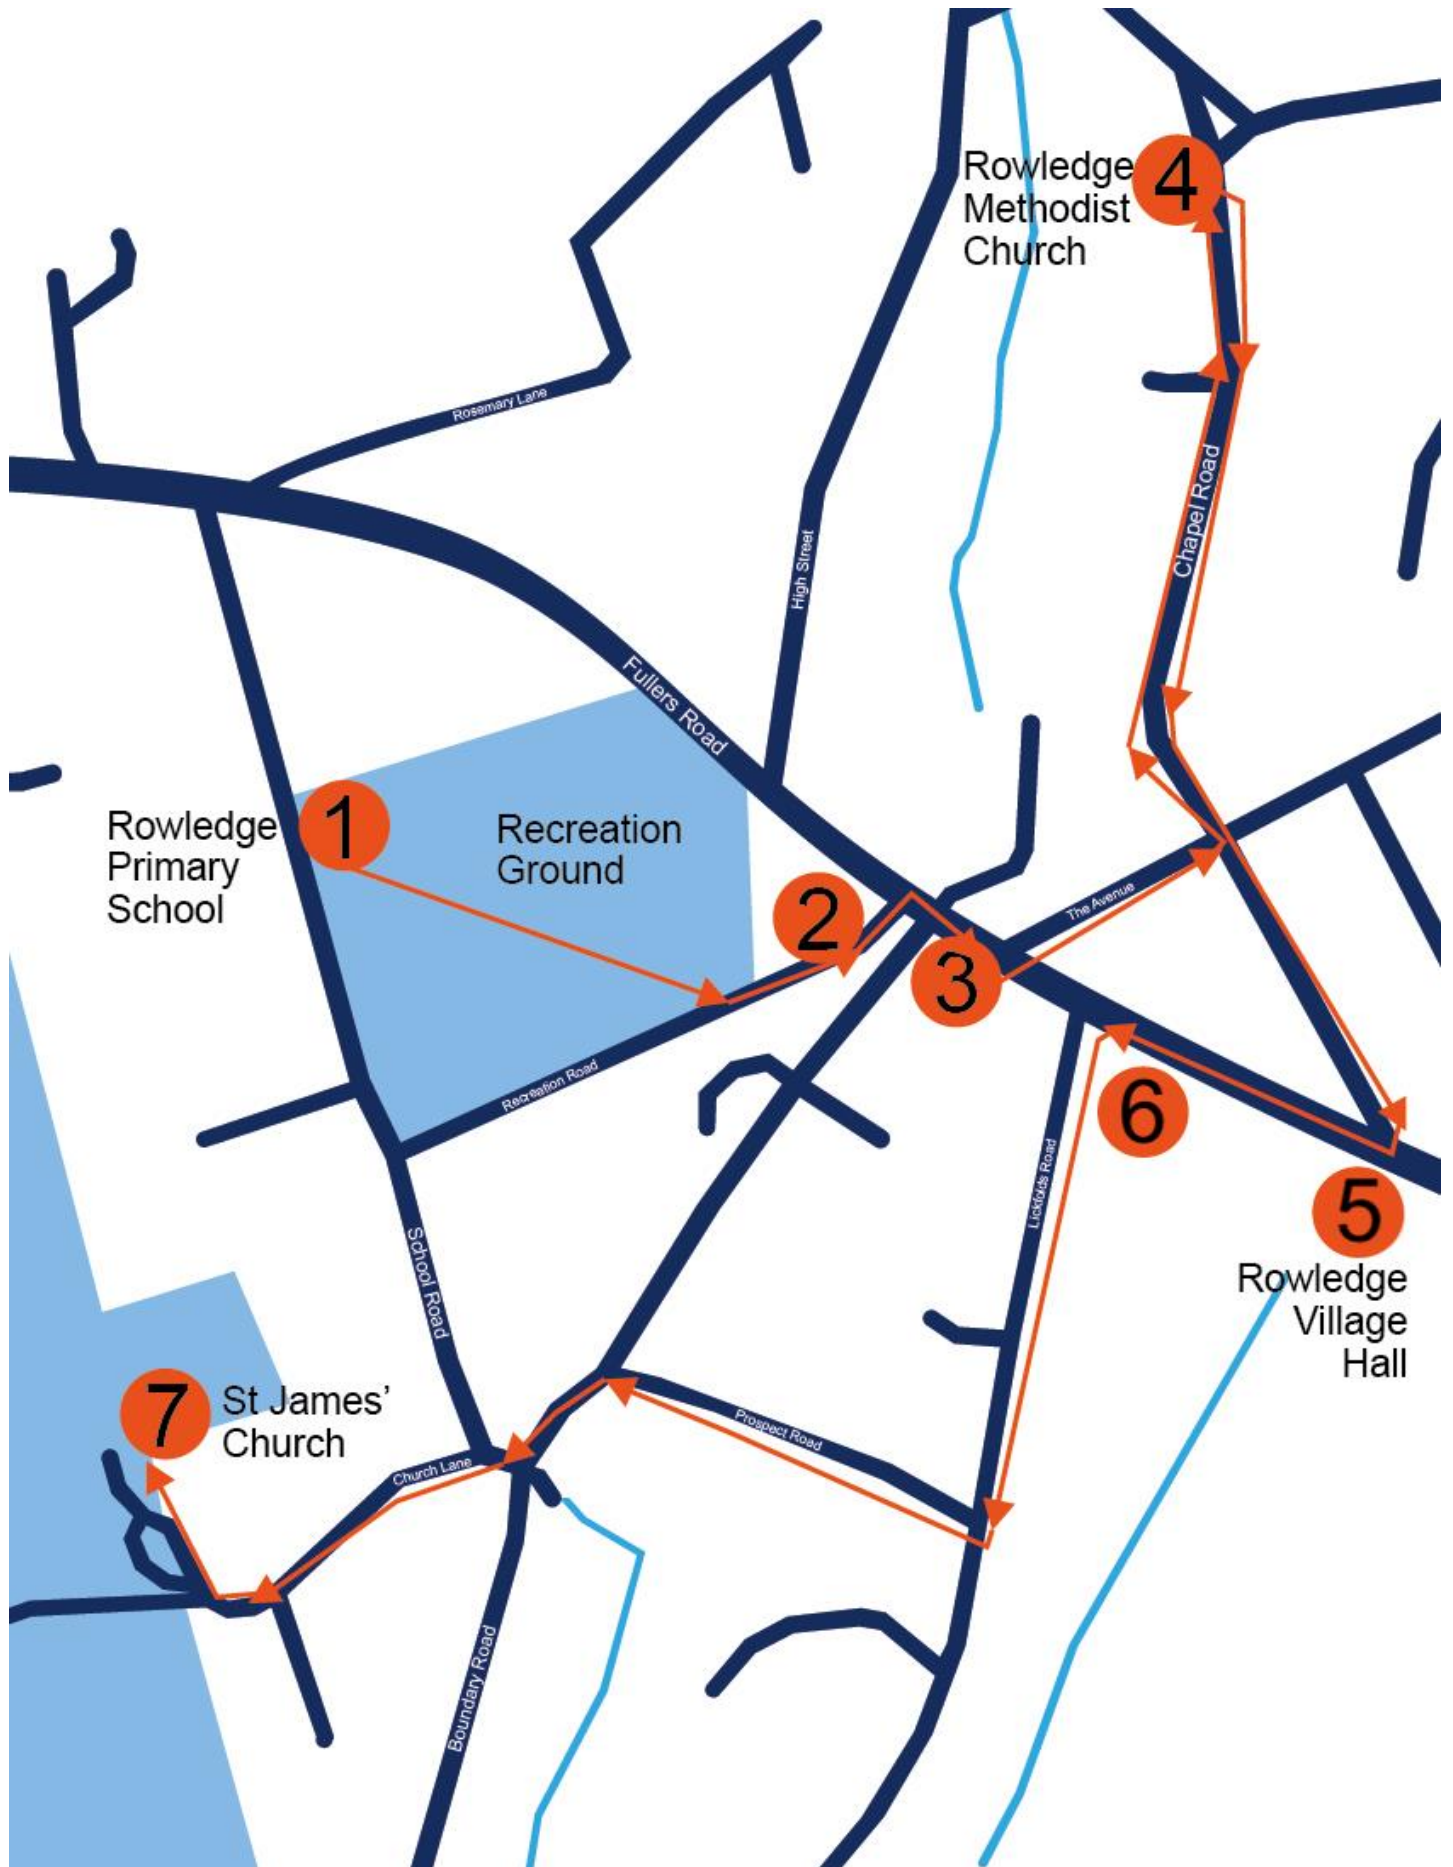 Rowledge
Methodist
Church
4
Rosemary Lane
Chapel Road
High Street
Fullers Road
Rowledge
Primary
School
1
Recreation
Ground
2
The Avenue
3
Recreation Road
6
Lickfolds Road
5
Rowledge
Village
Hall
School Road
7
St James’
Church
Prospect Road
Church Lane
Boundary Road